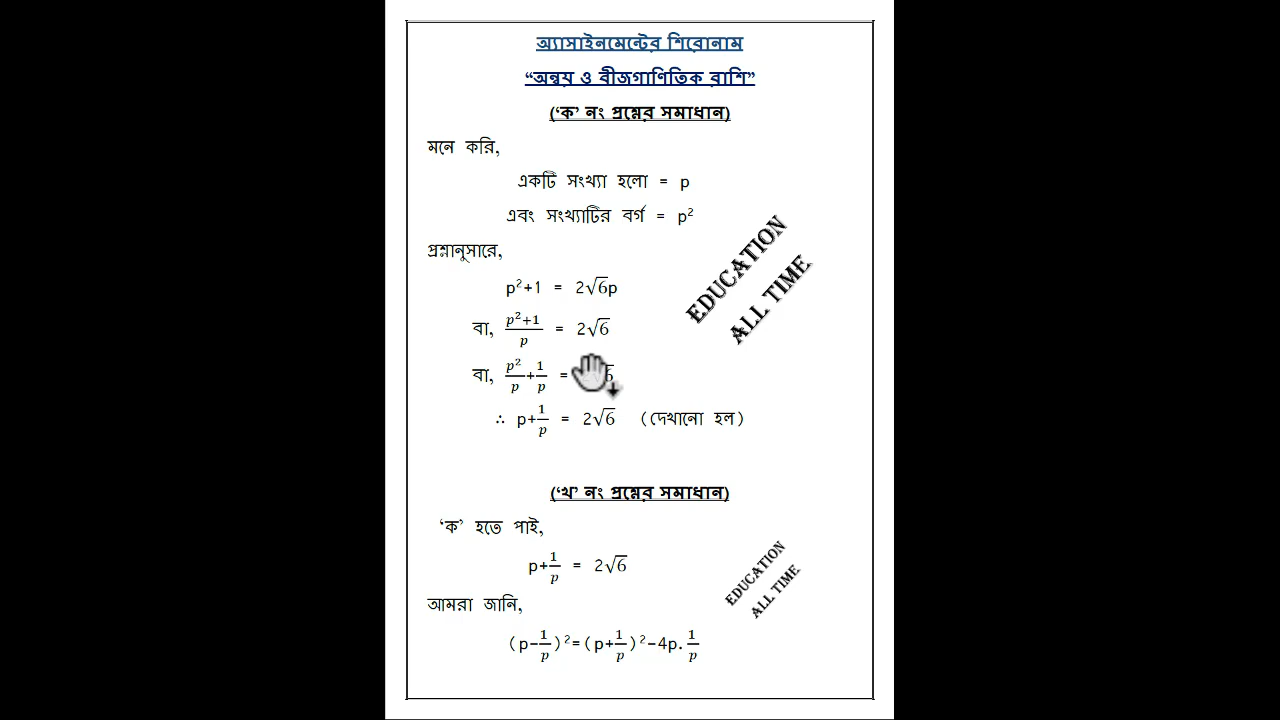 অ্যাসাইনমেন্টের শিরোনাম
“অন্বয় ও বীজগাণিতিক রাশি”
(‘ক’ নং প্রশ্নের সমাধান)
মনে করি,
একটি সংখ্যা হলো = p
এবং সংখ্যাটির বর্গ = p²
প্রশ্নানুসারে,
p²+1 = 2√6p
বা, (p²+1)/p = 2√6
বা, p²/p + 1/p = 6
∴ p+1/p = 2√6 (দেখানো হল)
EDUCATION
ALL TIME
(‘খ’ নং প্রশ্নের সমাধান)
‘ক’ হতে পাই,
p+1/p = 2√6
আমরা জানি,
(p-1/p)²=(p+1/p)²-4p.1/p
EDUCATION
ALL TIME